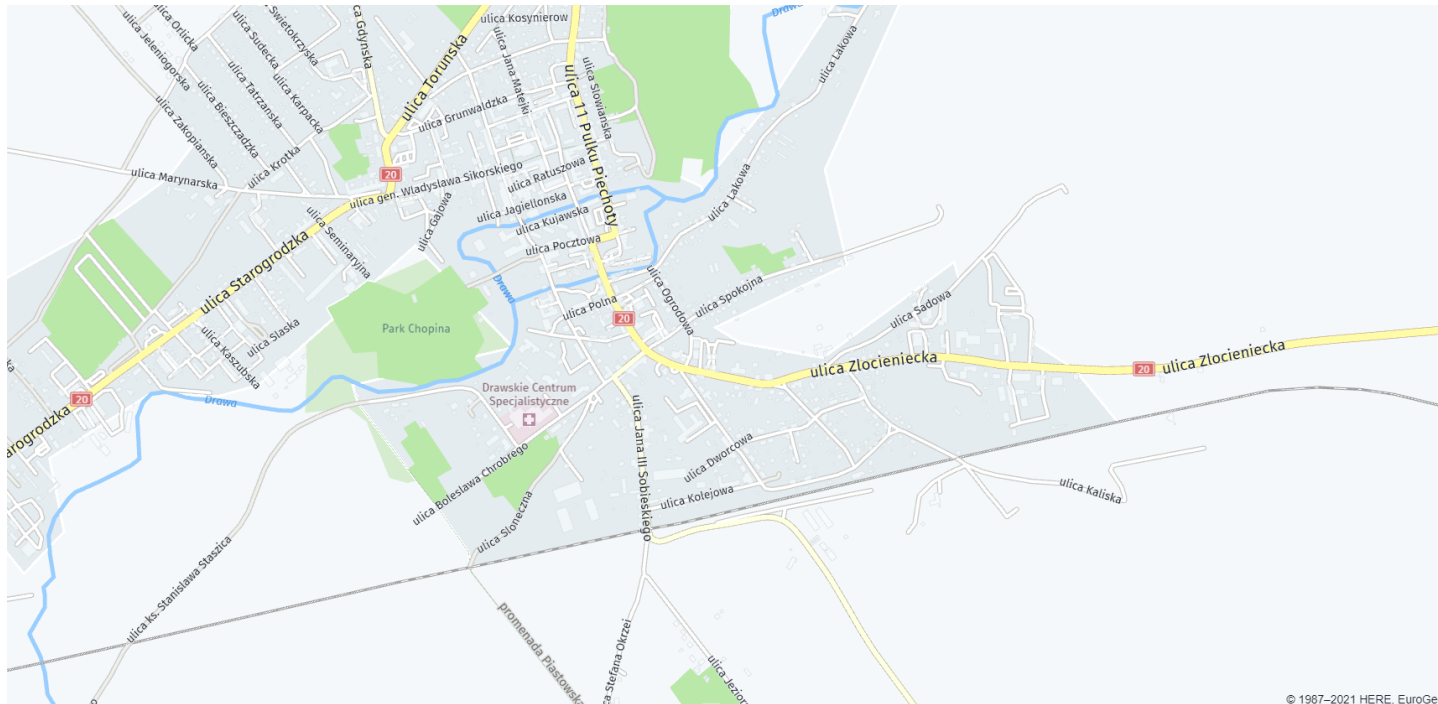 ulica Kosynierow
Drawa
ulica Orlicka
ulica Swietokrzyska
ulica Gdynska
ulica Jeleniogorska
ulica Sudecka
ulica Torunska
ulica Jana Matejki
ulica 11 Pulku Piechoty
ulica Slowianska
ulica Lakowa
ulica Karpacka
ulica Tatrzanska
ulica Bieszczadzka
ulica Zakopianska
ulica Grunwaldzka
ulica Krotka
ulica Marynarska
20
ulica gen. Wladyslawa Sikorskiego
ulica Ratuszowa
ulica Lakowa
ulica Jagiellonska
ulica Kujawska
ulica Gajowa
ulica Seminaryjna
ulica Pocztowa
ulica Starogrodzka
Drawa
ulica Ogrodowa
ulica Spokojna
ulica Polna
20
Park Chopina
ulica Sadowa
ulica Slaska
ulica Kaszubska
ulica Zlocieniecka
20
ulica Zlocieniecka
20
Drawa
Drawskie Centrum
Specjalistyczne
arogrodzka
ulica Jana III Sobieskiego
ulica Dworcowa
ulica Boleslawa Chrobrego
ulica Kolejowa
ulica Kaliska
ulica Sloneczna
ulica ks. Stanislawa Staszica
promenada Piastowska
ca Stefana Okrzei
ulica Jezior
© 1987–2021 HERE, EuroGe